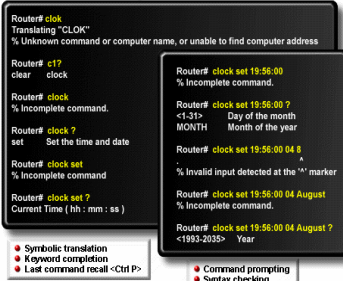 Router# clok
Translating "CLOK"
% Unknown command or computer name, or unable to find computer address
Router# c1?
clear clock
Router# clock
% Incomplete command.
Router# clock ?
set Set the time and date
Router# clock set
% Incomplete command
Router# clock set ?
Current Time ( hh : mm : ss )
Symbolic translation
Keyword completion
Last command recall <Ctrl P>
Router# clock set 19:56:00
% Incomplete command.
Router# clock set 19:56:00 ?
<1-31> Day of the month
MONTH Month of the year
Router# clock set 19:56:00 04 8
^
% Invalid input detected at the '^' marker
Router# clock set 19:56:00 04 August
% Incomplete command.
Router# clock set 19:56:00 04 August ?
<1993-2035> Year
Command prompting
Syntax checking